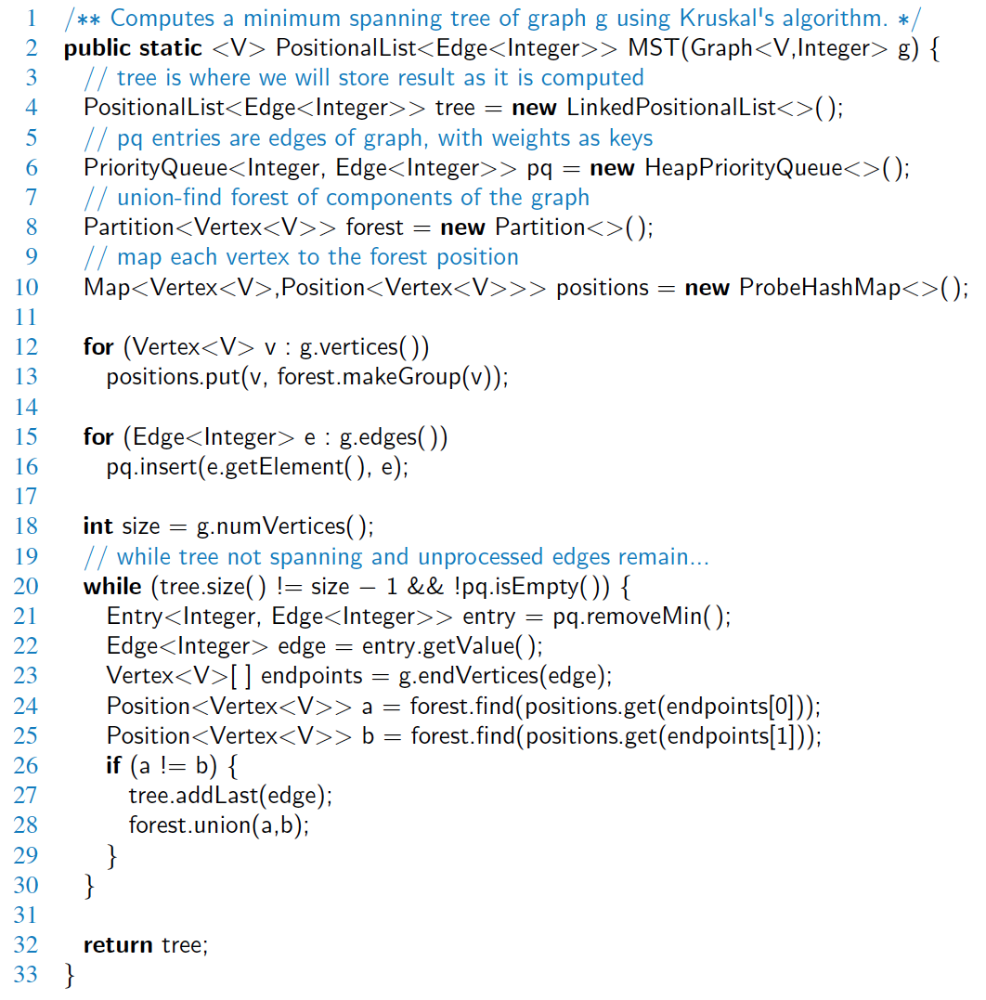 1 /** Computes a minimum spanning tree of graph g using Kruskal's algorithm. */
2 public static <V> PositionalList<Edge<Integer>> MST(Graph<V,Integer> g) {
3 // tree is where we will store result as it is computed
4 PositionalList<Edge<Integer>> tree = new LinkedPositionalList<>();
5 // pq entries are edges of graph, with weights as keys
6 PriorityQueue<Integer, Edge<Integer>> pq = new HeapPriorityQueue<>();
7 // union-find forest of components of the graph
8 Partition<Vertex<V>> forest = new Partition<>();
9 // map each vertex to the forest position
10 Map<Vertex<V>,Position<Vertex<V>>> positions = new ProbeHashMap<>();
11
12 for (Vertex<V> v : g.vertices())
13 positions.put(v, forest.makeGroup(v));
14
15 for (Edge<Integer> e : g.edges())
16 pq.insert(e.getElement(), e);
17
18 int size = g.numVertices();
19 // while tree not spanning and unprocessed edges remain...
20 while (tree.size() != size − 1 && !pq.isEmpty()) {
21 Entry<Integer, Edge<Integer>> entry = pq.removeMin();
22 Edge<Integer> edge = entry.getValue();
23 Vertex<V>[ ] endpoints = g.endVertices(edge);
24 Position<Vertex<V>> a = forest.find(positions.get(endpoints[0]));
25 Position<Vertex<V>> b = forest.find(positions.get(endpoints[1]));
26 if (a != b) {
27 tree.addLast(edge);
28 forest.union(a,b);
29 }
30 }
31
32 return tree;
33 }